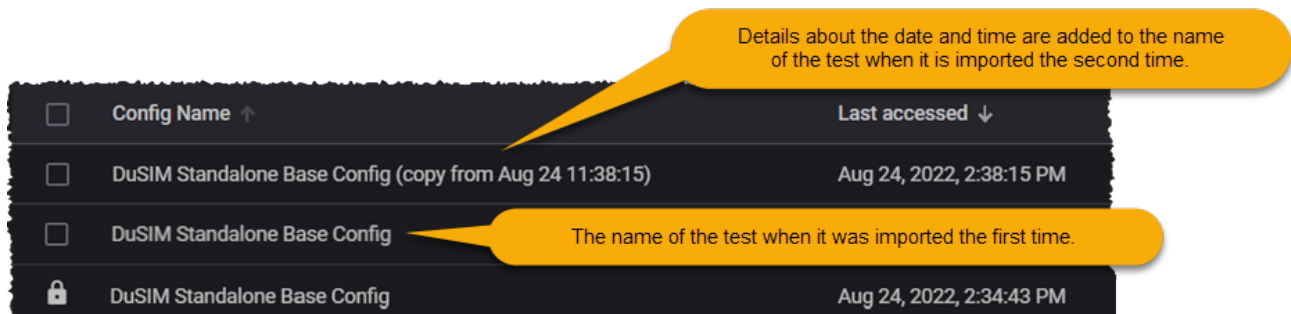 Details about the date and time are added to the name
of the test when it is imported the second time.
Config Name ↑ Last accessed ↓
DuSIM Standalone Base Config (copy from Aug 24 11:38:15) Aug 24, 2022, 2:38:15 PM
DuSIM Standalone Base Config The name of the test when it was imported the first time.
DuSIM Standalone Base Config Aug 24, 2022, 2:34:43 PM